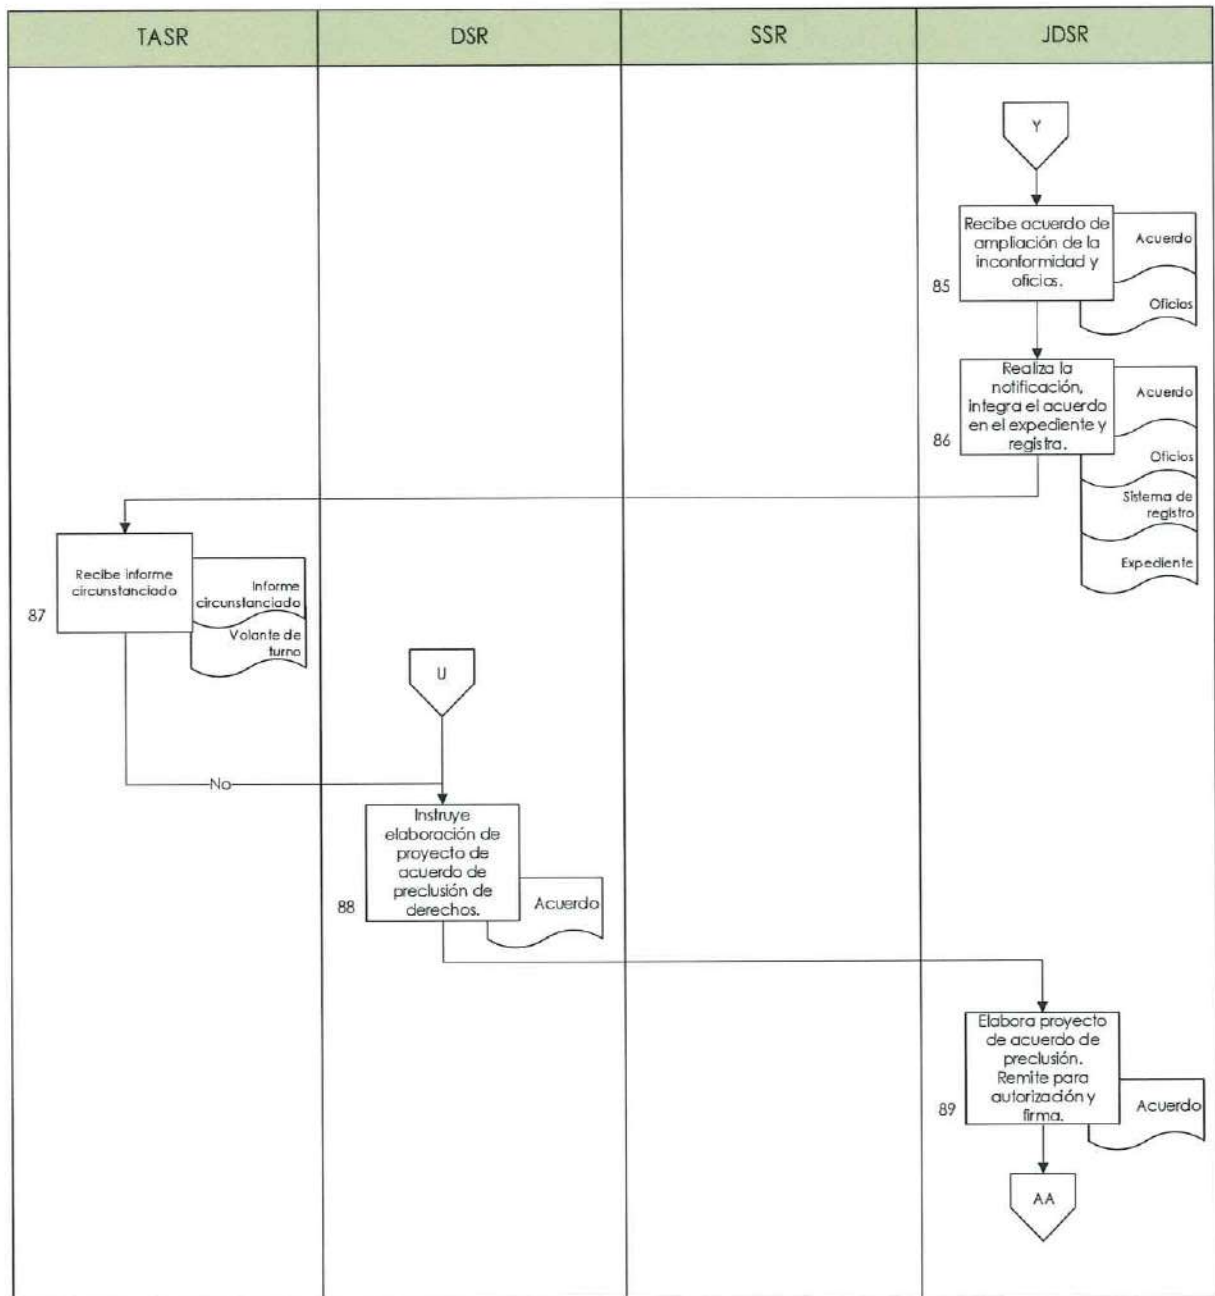 TASR
DSR
SSR
JDSR
Y
Recibe acuerdo de
ampliación de la
inconformidad y
oficios.
Acuerdo
Oficios
85
Realiza la
notificación,
integra el acuerdo
en el expediente y
registra.
Acuerdo
Oficios
Sistema de
registro
Expediente
86
Recibe informe
circunstanciado
Informe
circunstanciado
Volante de
turno
87
U
No
Instruye
elaboración de
proyecto de
acuerdo de
preclusión de
derechos.
Acuerdo
88
Elabora proyecto
de acuerdo de
preclusión.
Remite para
autorización y
firma.
Acuerdo
89
AA